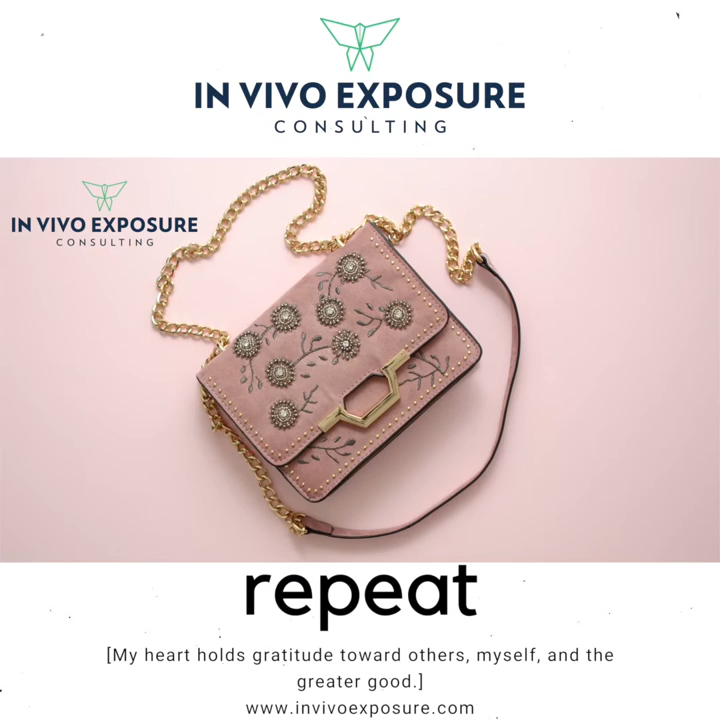 IN VIVO EXPOSURE
CONSULTING
IN VIVO EXPOSURE
CONSULTING
repeat
[My heart holds gratitude toward others, myself, and the
greater good.]
www.invivoexposure.com